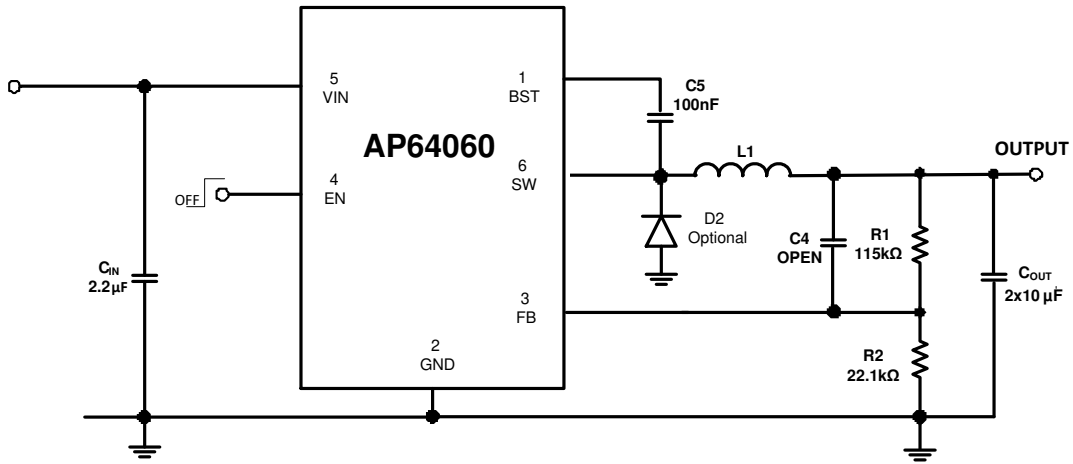 5
VIN
1
BST
C5
100nF
AP64060
L1
OUTPUT
6
SW
4
EN
OFF
D2
Optional
C4
OPEN
R1
115kΩ
CIN
2.2µF
COUT
2x10 µF
3
FB
2
GND
R2
22.1kΩ